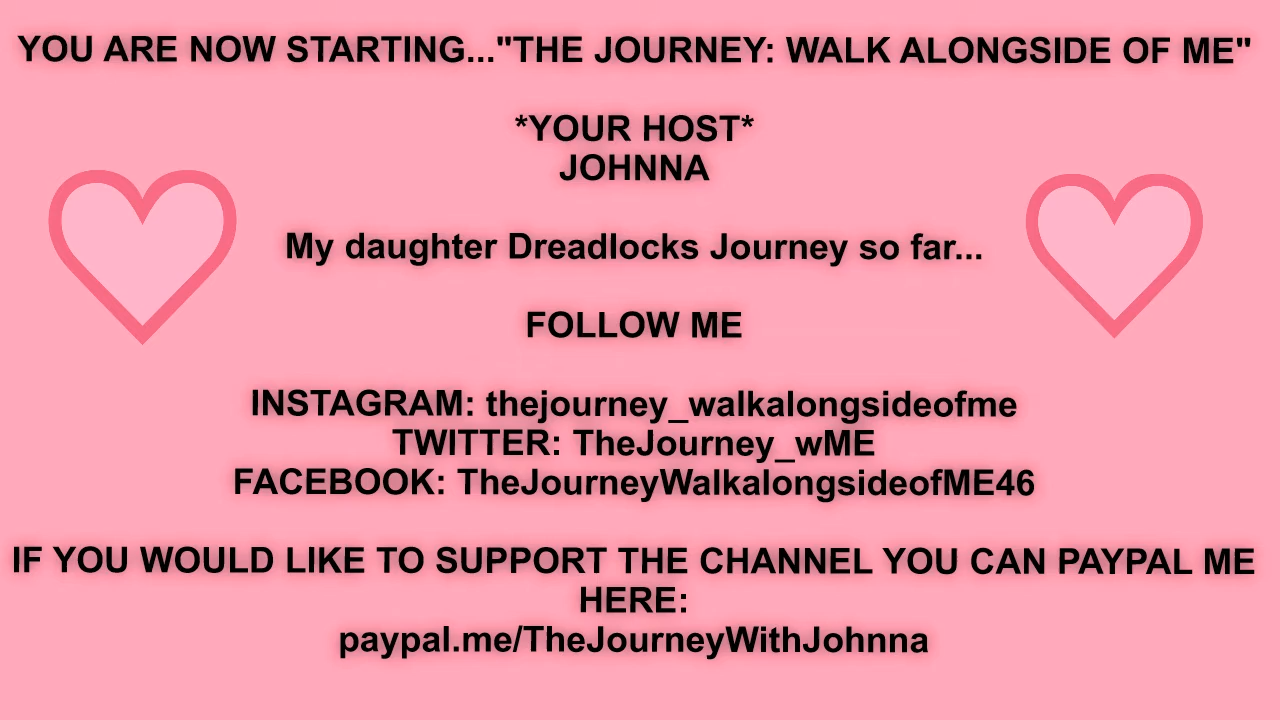 YOU ARE NOW STARTING..."THE JOURNEY: WALK ALONGSIDE OF ME"
*YOUR HOST*
JOHNNA
My daughter Dreadlocks Journey so far...
FOLLOW ME
INSTAGRAM: thejourney_walkalongsideofme
TWITTER: TheJourney_wME
FACEBOOK: TheJourneyWalkalongsideofME46
IF YOU WOULD LIKE TO SUPPORT THE CHANNEL YOU CAN PAYPAL ME
HERE:
paypal.me/TheJourneyWithJohnna